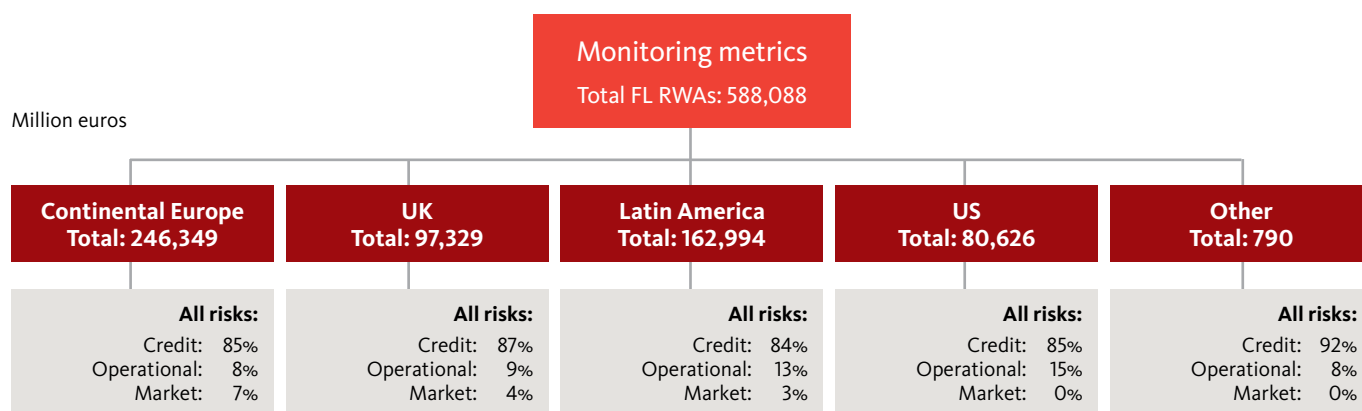 Monitoring metrics
Total FL RWAs: 588,088
Million euros
Continental Europe
Total: 246,349
UK
Total: 97,329
Latin America
Total: 162,994
US
Total: 80,626
Other
Total: 790
All risks:
Credit: 85%
Operational: 8%
Market: 7%
All risks:
Credit: 87%
Operational: 9%
Market: 4%
All risks:
Credit: 84%
Operational: 13%
Market: 3%
All risks:
Credit: 85%
Operational: 15%
Market: 0%
All risks:
Credit: 92%
Operational: 8%
Market: 0%